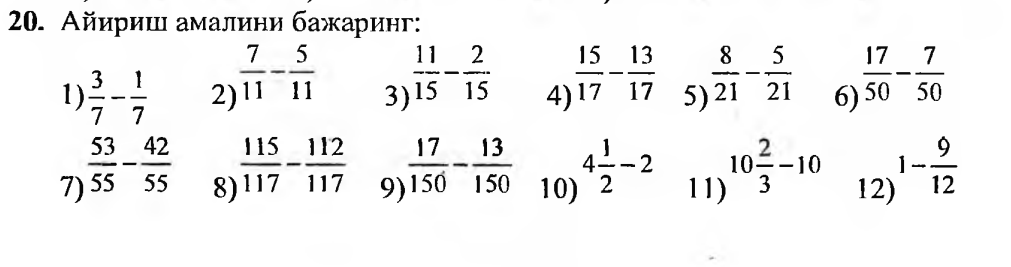 20. Айириш амалини бажаринг:
1) 3/7 − 1/7 2) 7/11 − 5/11 3) 11/15 − 2/15 4) 15/17 − 13/17 5) 8/21 − 5/21 6) 17/50 − 7/50
7) 53/55 − 42/55 8) 115/117 − 112/117 9) 17/150 − 13/150 10) 4 1/2 − 2 11) 10 2/3 − 10 12) 1 − 9/12